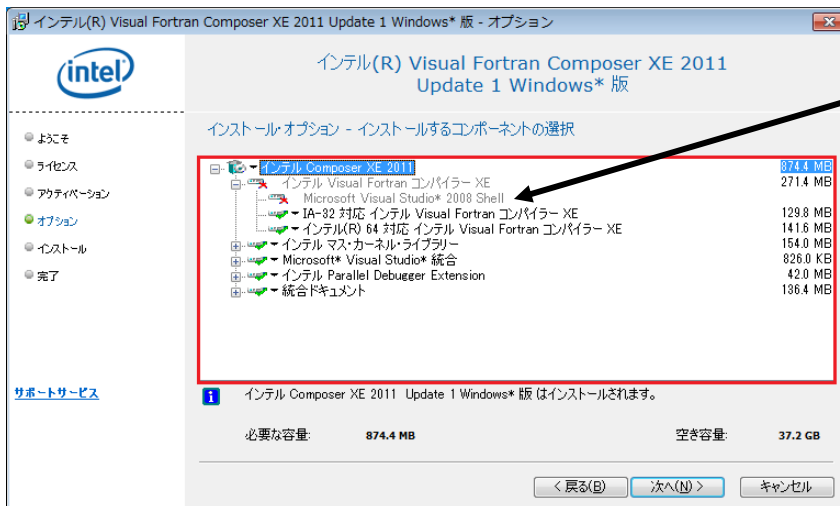 インテル(R) Visual Fortran Composer XE 2011 Update 1 Windows* 版 - オプション
intel
インテル(R) Visual Fortran Composer XE 2011
Update 1 Windows* 版
ようこそ
ライセンス
アクティベーション
オプション
インストール
完了
サポートサービス
インストール・オプション - インストールするコンポーネントの選択
インテル Composer XE 2011 874.4 MB
インテル Visual Fortran コンパイラー XE 271.4 MB
Microsoft Visual Studio* 2008 Shell
IA-32 対応 インテル Visual Fortran コンパイラー XE 129.8 MB
インテル(R) 64 対応 インテル Visual Fortran コンパイラー XE 141.6 MB
インテル マス・カーネル・ライブラリー 154.0 MB
Microsoft* Visual Studio* 統合 826.0 KB
インテル Parallel Debugger Extension 42.0 MB
統合ドキュメント 136.4 MB
インテル Composer XE 2011 Update 1 Windows* 版 はインストールされます。
必要な容量: 874.4 MB 空き容量: 37.2 GB
< 戻る(B) 次へ(N) > キャンセル